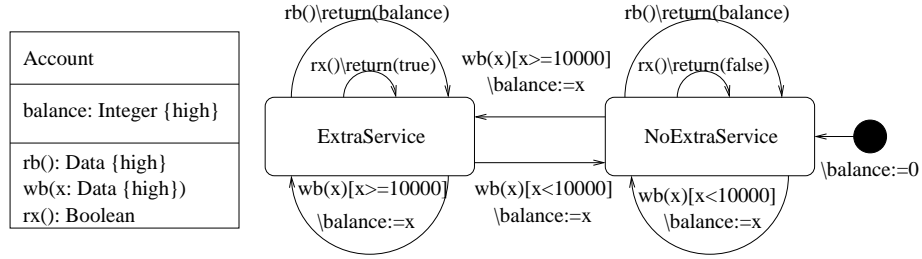 Account
balance: Integer {high}
rb(): Data {high}
wb(x: Data {high})
rx(): Boolean
rb()\return(balance)
rx()\return(true)
ExtraService
wb(x)[x>=10000]
\balance:=x
wb(x)[x>=10000]
\balance:=x
wb(x)[x<10000]
\balance:=x
rb()\return(balance)
rx()\return(false)
NoExtraService
wb(x)[x<10000]
\balance:=x
\balance:=0